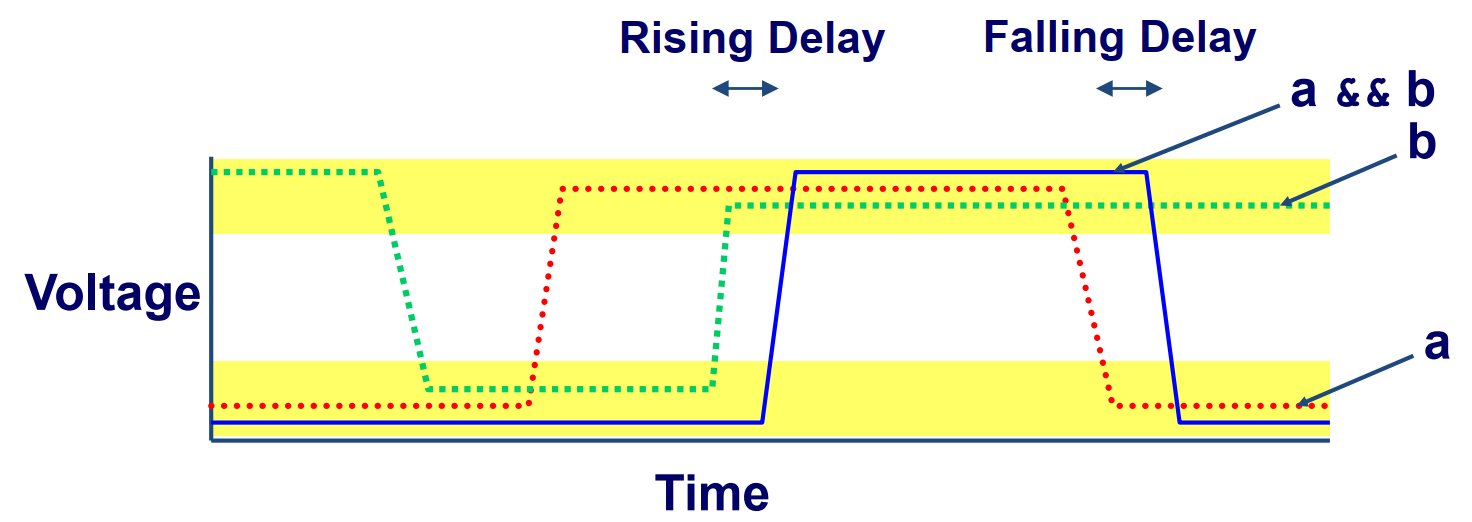 Rising Delay
Falling Delay
a && b
b
Voltage
a
Time